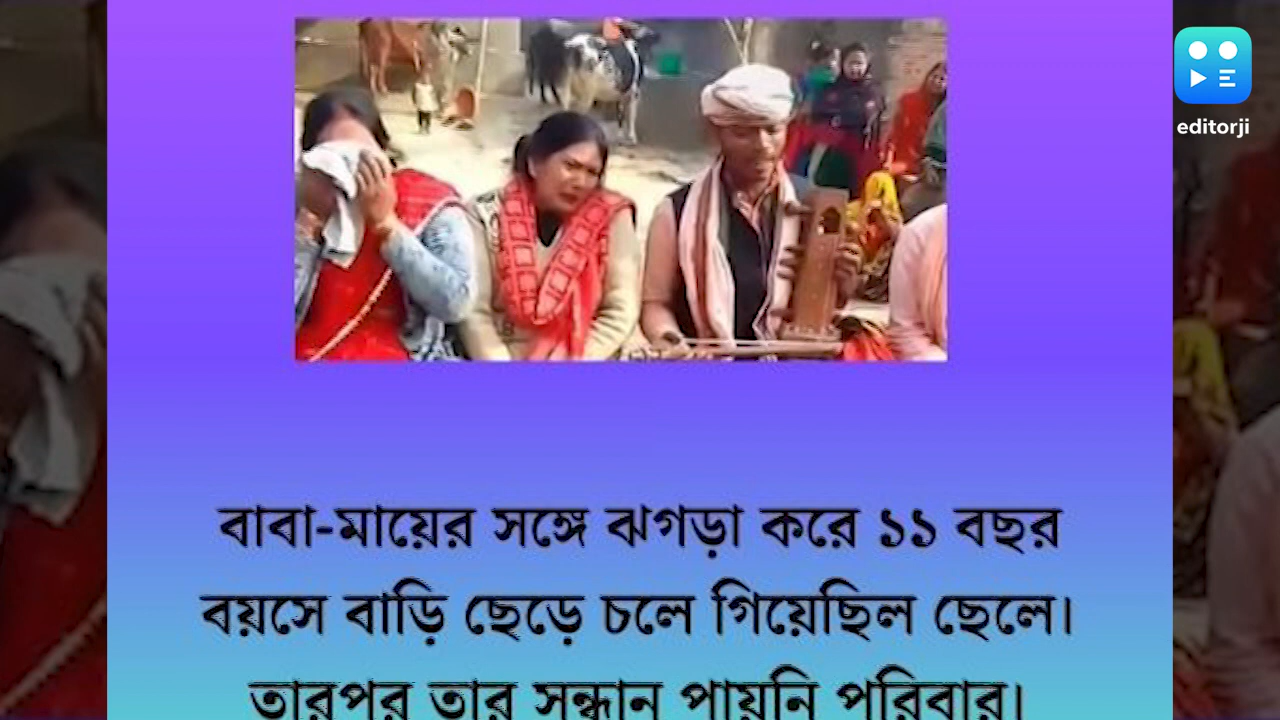 editorji
বাবা-মায়ের সঙ্গে ঝগড়া করে ১১ বছর
বয়সে বাড়ি ছেড়ে চলে গিয়েছিল ছেলে।
তারপর তার সন্ধান পায়নি পরিবার।